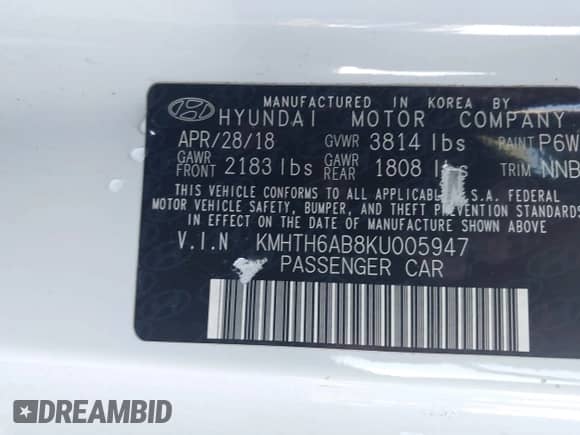 MANUFACTURED IN KOREA BY
HYUNDAI MOTOR COMPANY
APR/28/18 GVWR 3814 lbs PAINT P6W
GAWR FRONT 2183 lbs GAWR REAR 1808 lbs TRIM NNB
THIS VEHICLE CONFORMS TO ALL APPLICABLE U.S.A. FEDERAL
MOTOR VEHICLE SAFETY, BUMPER, AND THEFT PREVENTION STANDARDS
IN EFFECT ON THE DATE OF MANUFACTURE SHOWN ABOVE.
V.I.N KMHTH6AB8KU005947
PASSENGER CAR
DREAMBID